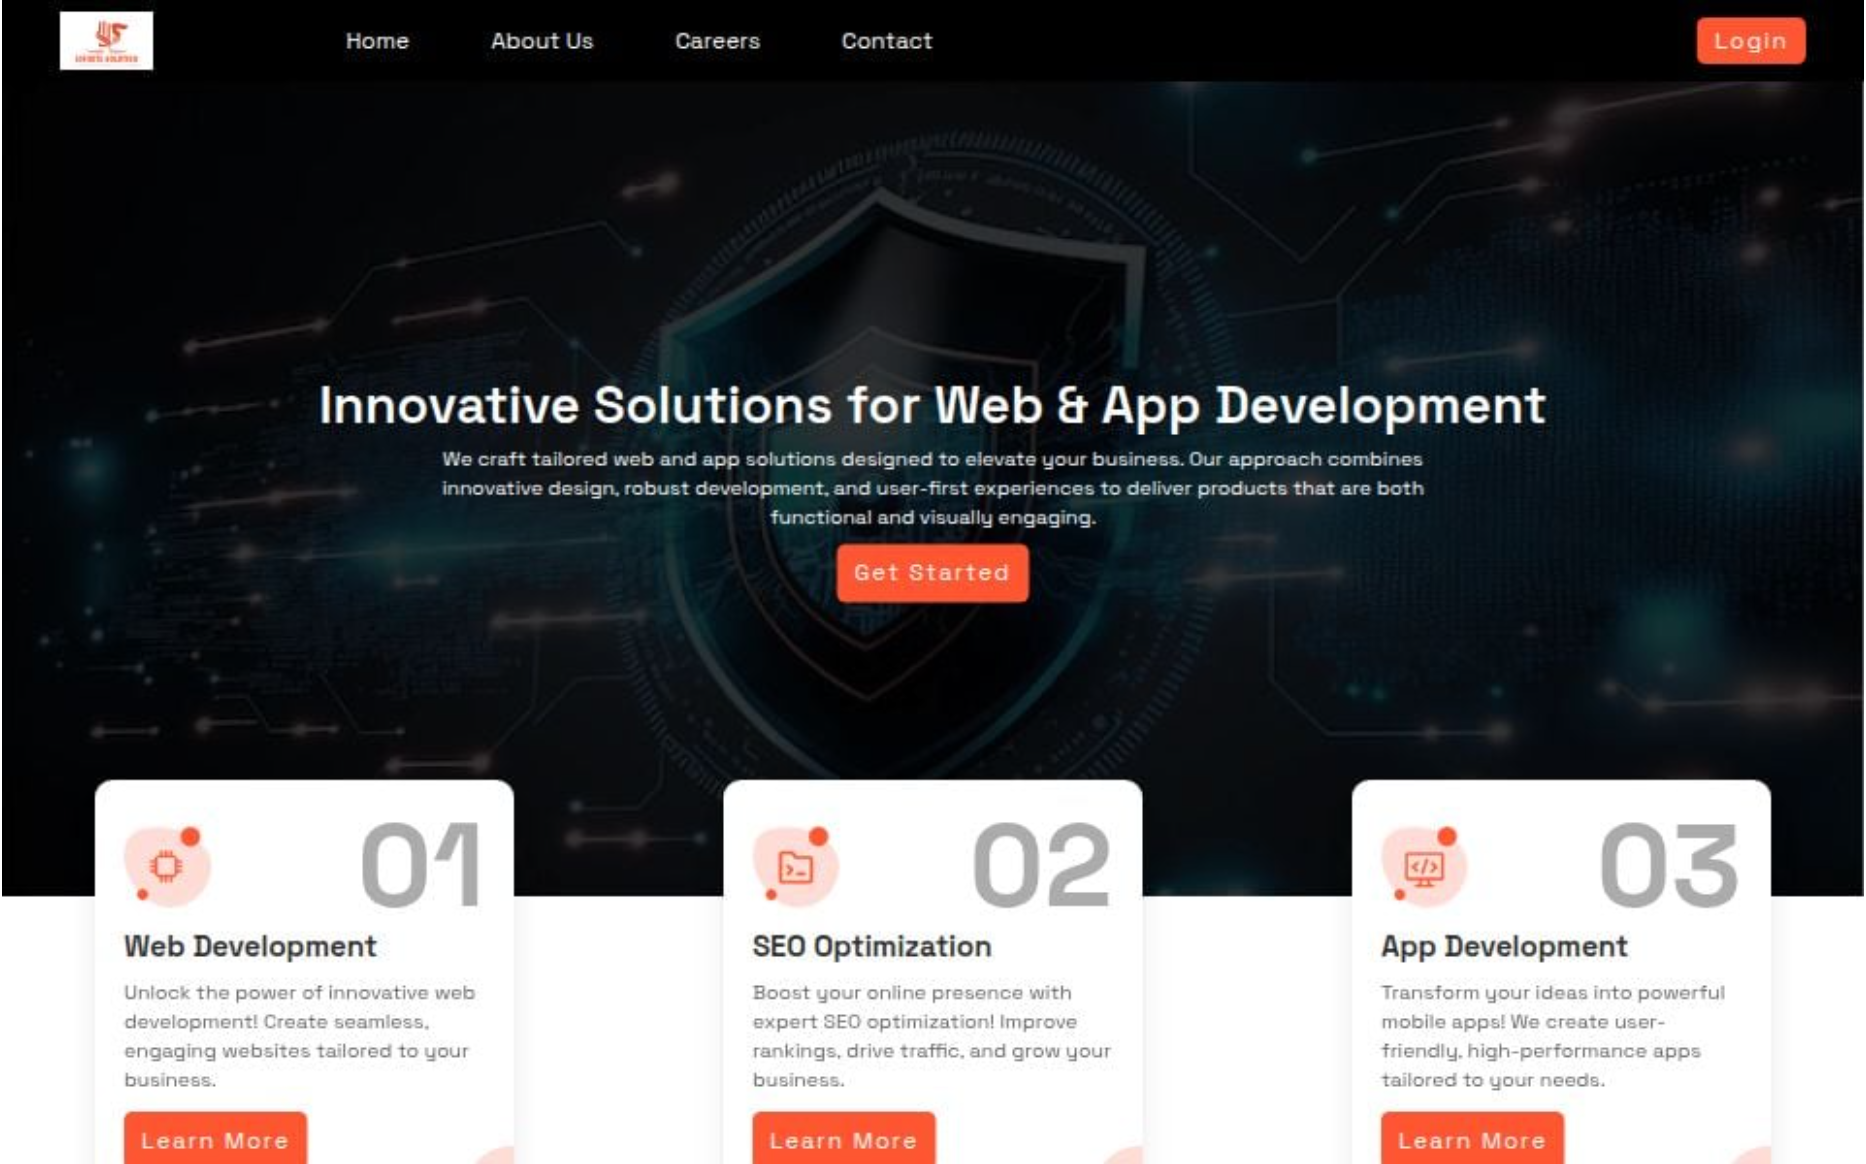 Home About Us Careers Contact Login
Innovative Solutions for Web & App Development
We craft tailored web and app solutions designed to elevate your business. Our approach combines
innovative design, robust development, and user-first experiences to deliver products that are both
functional and visually engaging.
Get Started
01
Web Development
Unlock the power of innovative web
development! Create seamless,
engaging websites tailored to your
business.
Learn More
02
SEO Optimization
Boost your online presence with
expert SEO optimization! Improve
rankings, drive traffic, and grow your
business.
Learn More
03
App Development
Transform your ideas into powerful
mobile apps! We create user-
friendly, high-performance apps
tailored to your needs.
Learn More